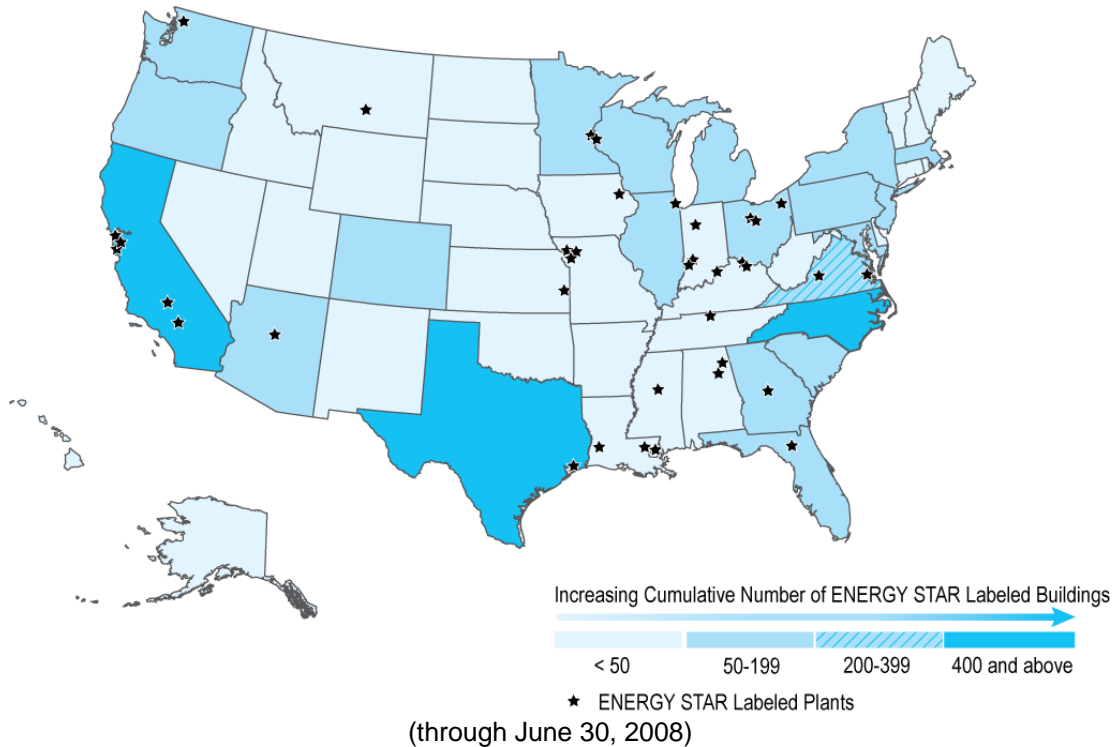 Increasing Cumulative Number of ENERGY STAR Labeled Buildings
< 50 50-199 200-399 400 and above
ENERGY STAR Labeled Plants
(through June 30, 2008)